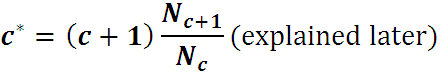 c* = (c + 1) N_{c+1} / N_c (explained later)